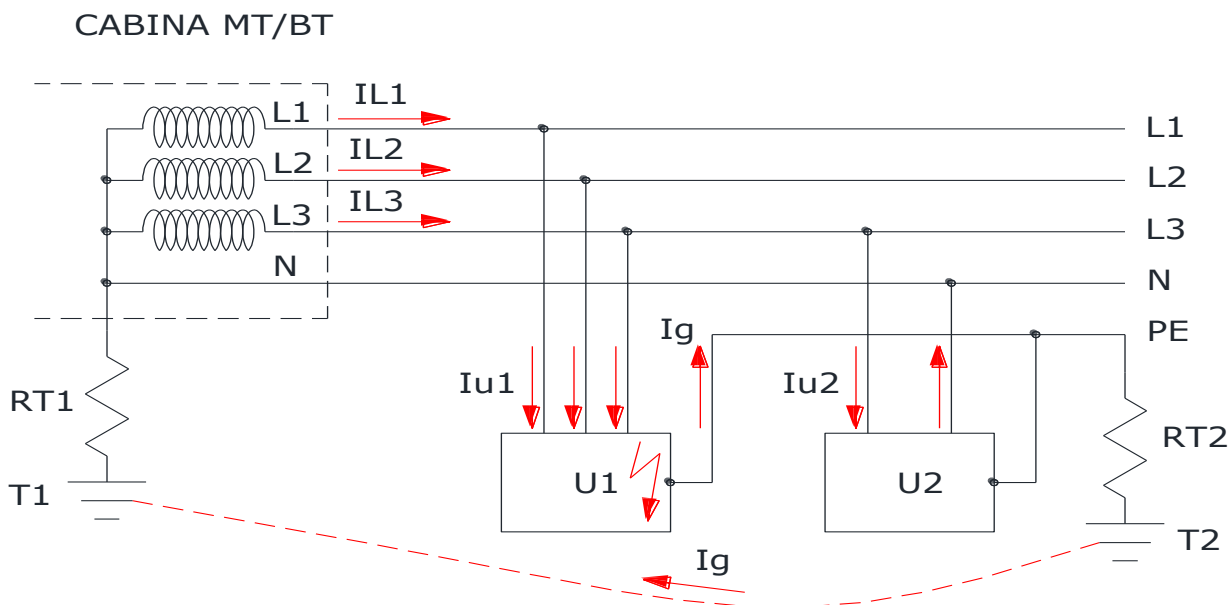 CABINA MT/BT
L1
IL1
L1
L2
IL2
L2
L3
IL3
L3
N
N
Ig
PE
Iu1
Iu2
RT1
RT2
U1
U2
T1
T2
Ig